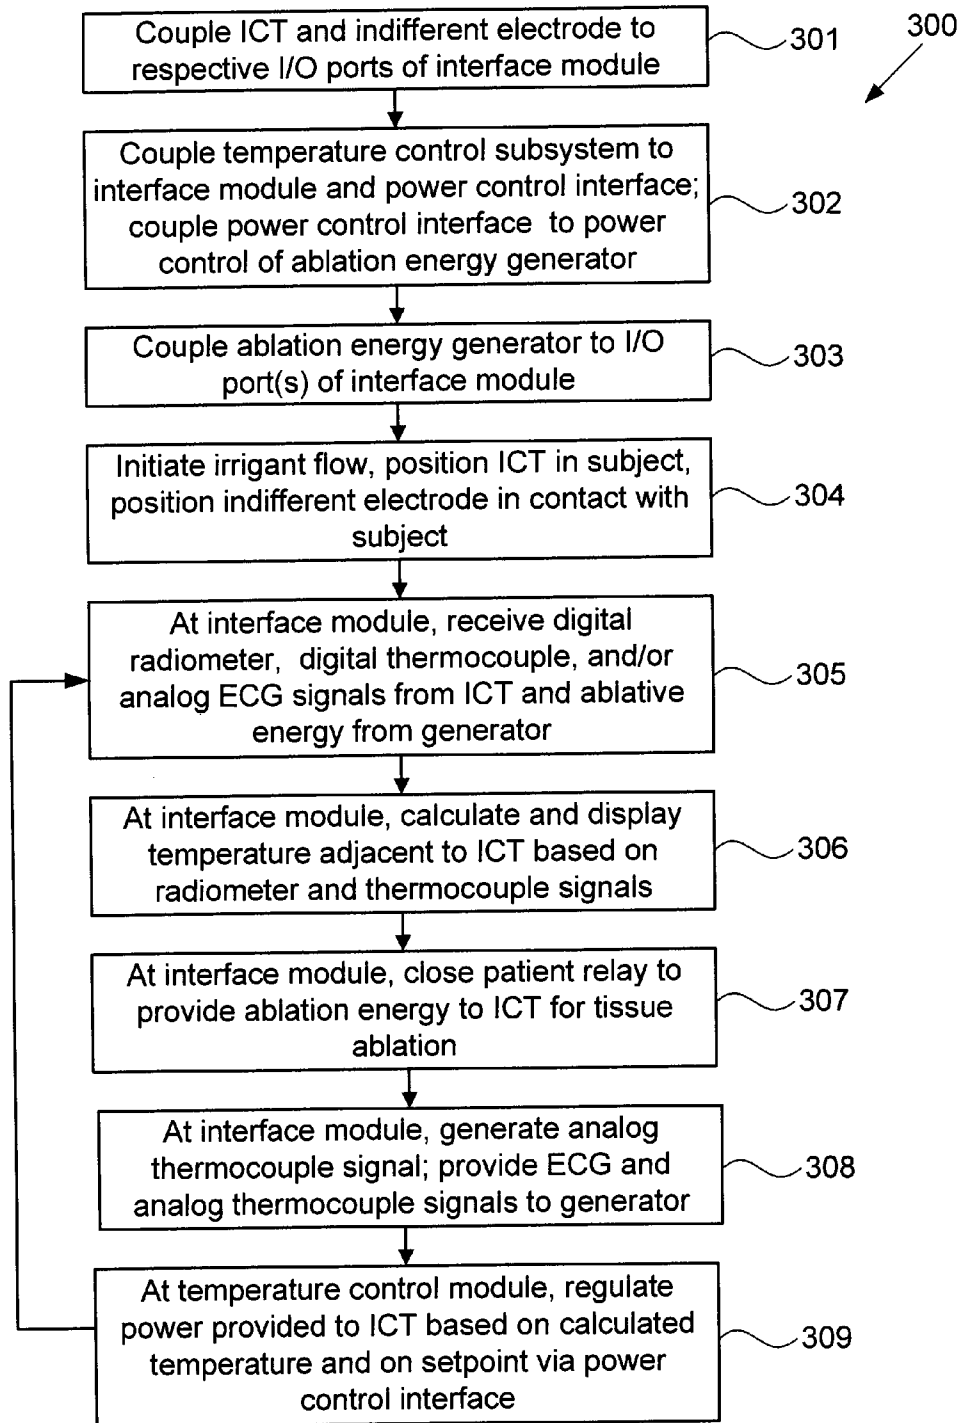 Couple ICT and indifferent electrode to
respective I/O ports of interface module
301
300
Couple temperature control subsystem to
interface module and power control interface;
couple power control interface to power
control of ablation energy generator
302
Couple ablation energy generator to I/O
port(s) of interface module
303
Initiate irrigant flow, position ICT in subject,
position indifferent electrode in contact with
subject
304
At interface module, receive digital
radiometer, digital thermocouple, and/or
analog ECG signals from ICT and ablative
energy from generator
305
At interface module, calculate and display
temperature adjacent to ICT based on
radiometer and thermocouple signals
306
At interface module, close patient relay to
provide ablation energy to ICT for tissue
ablation
307
At interface module, generate analog
thermocouple signal; provide ECG and
analog thermocouple signals to generator
308
At temperature control module, regulate
power provided to ICT based on calculated
temperature and on setpoint via power
control interface
309